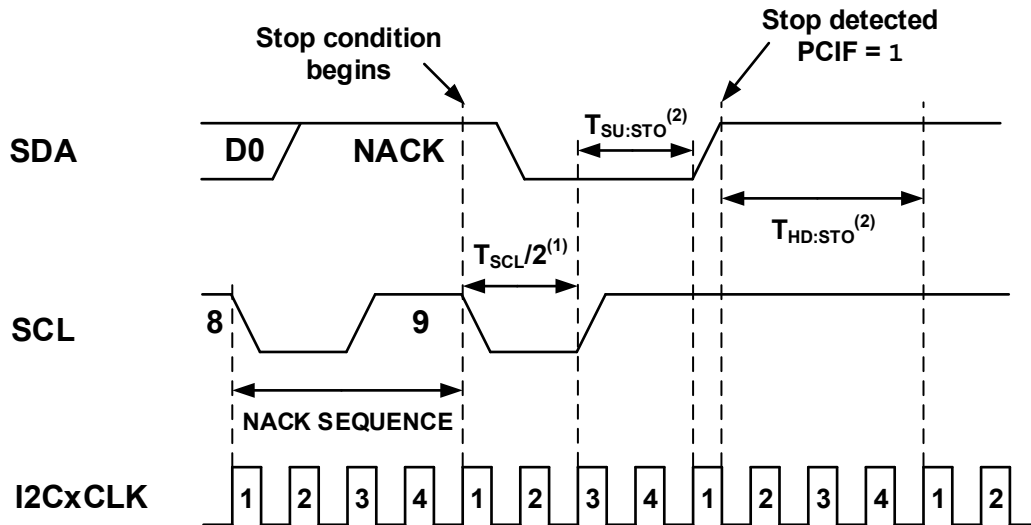 Stop condition
begins
Stop detected
PCIF = 1
SDA
D0
NACK
TSU:STO(2)
THD:STO(2)
TSCL/2(1)
SCL
8
9
NACK SEQUENCE
I2CxCLK
1 2 3 4 1 2 3 4 1 2 3 4 1 2